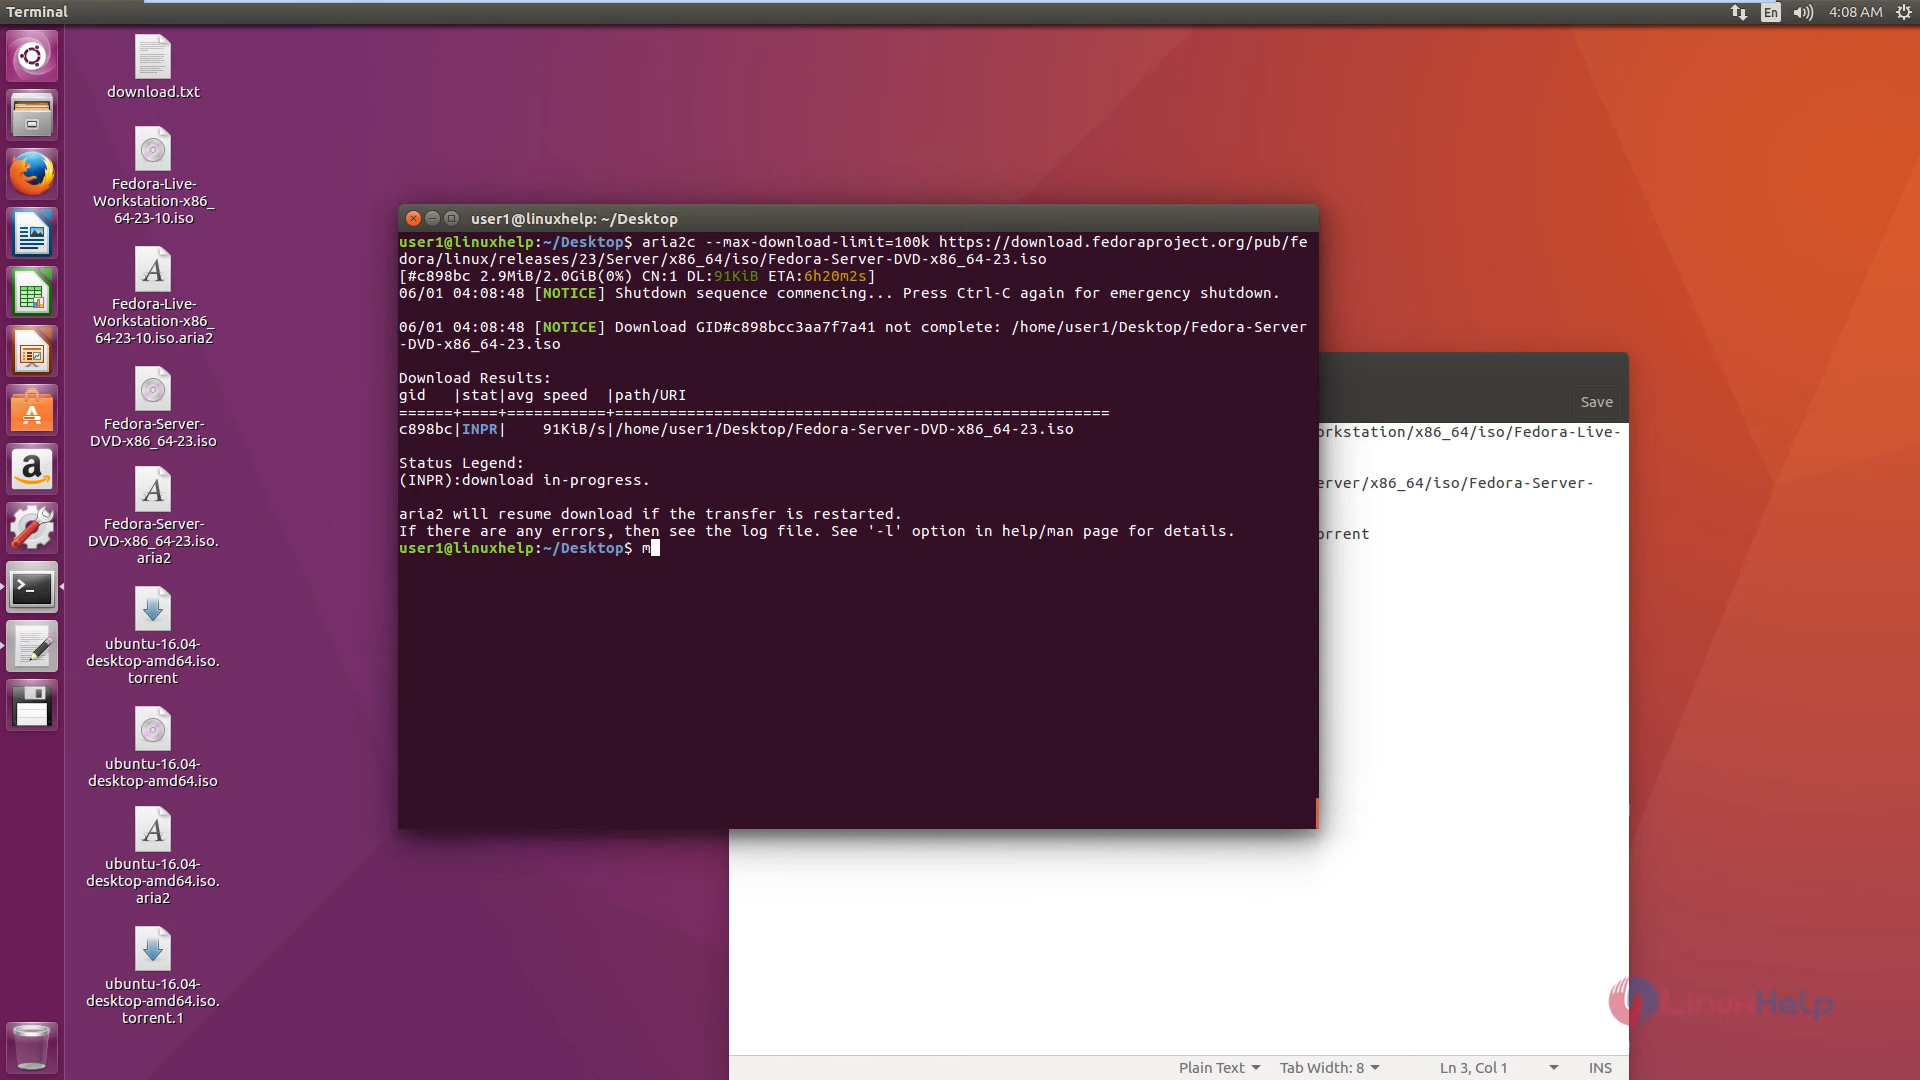 Terminal
En
4:08 AM
download.txt
Fedora-Live-
Workstation-x86_
64-23-10.iso
Fedora-Live-
Workstation-x86_
64-23-10.iso.aria2
Fedora-Server-
DVD-x86_64-23.iso
Fedora-Server-
DVD-x86_64-23.iso.
aria2
ubuntu-16.04-
desktop-amd64.iso.
torrent
ubuntu-16.04-
desktop-amd64.iso
ubuntu-16.04-
desktop-amd64.iso.
aria2
ubuntu-16.04-
desktop-amd64.iso.
torrent.1
user1@linuxhelp: ~/Desktop
user1@linuxhelp:~/Desktop$ aria2c --max-download-limit=100k https://download.fedoraproject.org/pub/fe
dora/linux/releases/23/Server/x86_64/iso/Fedora-Server-DVD-x86_64-23.iso
[#c898bc 2.9MiB/2.0GiB(0%) CN:1 DL:91KiB ETA:6h20m2s]
06/01 04:08:48 [NOTICE] Shutdown sequence commencing... Press Ctrl-C again for emergency shutdown.
06/01 04:08:48 [NOTICE] Download GID#c898bcc3aa7f7a41 not complete: /home/user1/Desktop/Fedora-Server
-DVD-x86_64-23.iso
Download Results:
gid   |stat|avg speed  |path/URI
======+====+===========+=======================================================
c898bc|INPR|    91KiB/s|/home/user1/Desktop/Fedora-Server-DVD-x86_64-23.iso
Status Legend:
(INPR):download in-progress.
aria2 will resume download if the transfer is restarted.
If there are any errors, then see the log file. See '-l' option in help/man page for details.
user1@linuxhelp:~/Desktop$ m
Save
orkstation/x86_64/iso/Fedora-Live-
erver/x86_64/iso/Fedora-Server-
orrent
LinuxHelp
Plain Text
Tab Width: 8
Ln 3, Col 1
INS